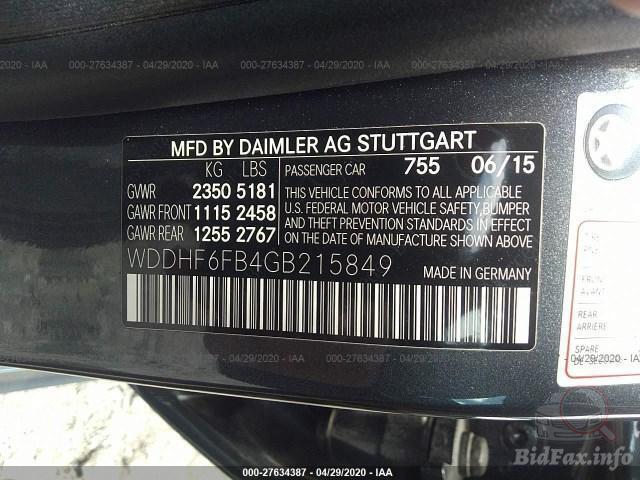 000-27634387 - 04/29/2020 - IAA
MFD BY DAIMLER AG STUTTGART
KG LBS
GVWR 2350 5181
GAWR FRONT 1115 2458
GAWR REAR 1255 2767
PASSENGER CAR 755 06/15
THIS VEHICLE CONFORMS TO ALL APPLICABLE
U.S. FEDERAL MOTOR VEHICLE SAFETY, BUMPER
AND THEFT PREVENTION STANDARDS IN EFFECT
ON THE DATE OF MANUFACTURE SHOWN ABOVE.
WDDHF6FB4GB215849
MADE IN GERMANY
FRONT
AVANT
REAR
ARRIERE
SPARE
000-27634387 - 04/29/2020 - IAA
000-27634387 - 04/29/2020 - IAA
BidFax.info